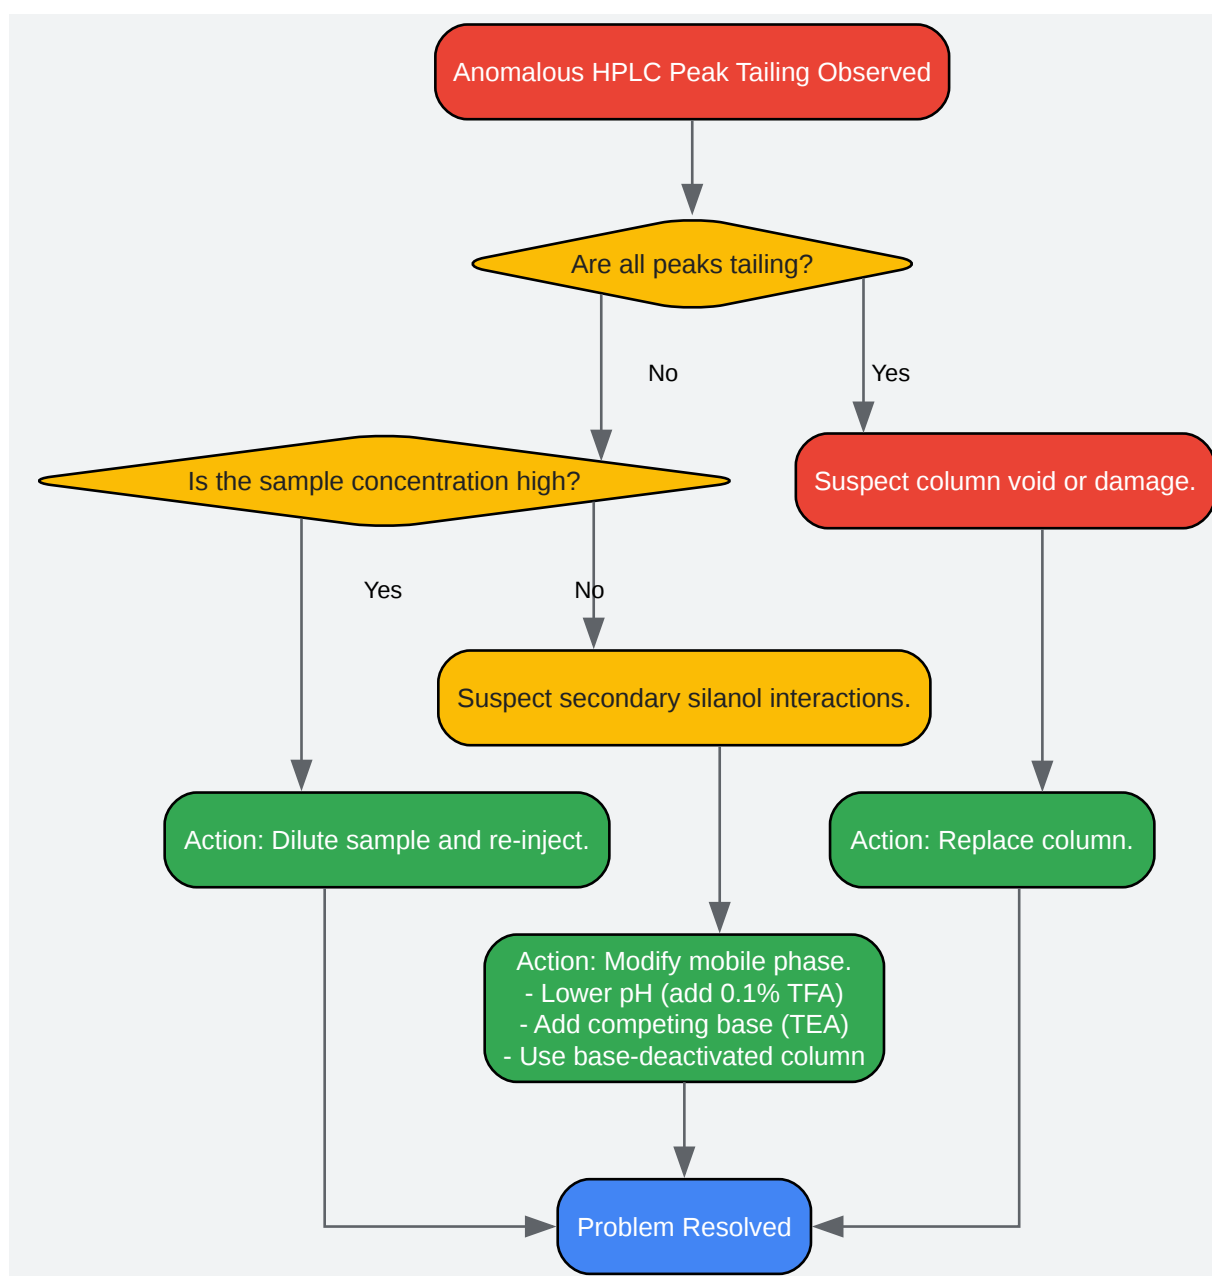 Anomalous HPLC Peak Tailing Observed
Are all peaks tailing?
No
Yes
Is the sample concentration high?
Suspect column void or damage.
Yes
No
Suspect secondary silanol interactions.
Action: Dilute sample and re-inject.
Action: Replace column.
Action: Modify mobile phase.
- Lower pH (add 0.1% TFA)
- Add competing base (TEA)
- Use base-deactivated column
Problem Resolved